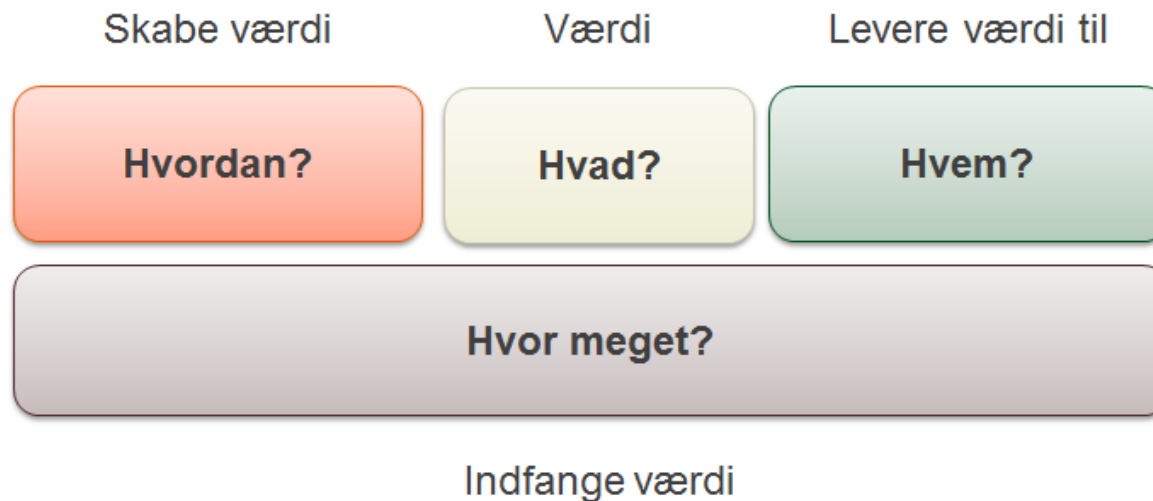 Skabe værdi
Værdi
Levere værdi til
Hvordan?
Hvad?
Hvem?
Hvor meget?
Indfange værdi